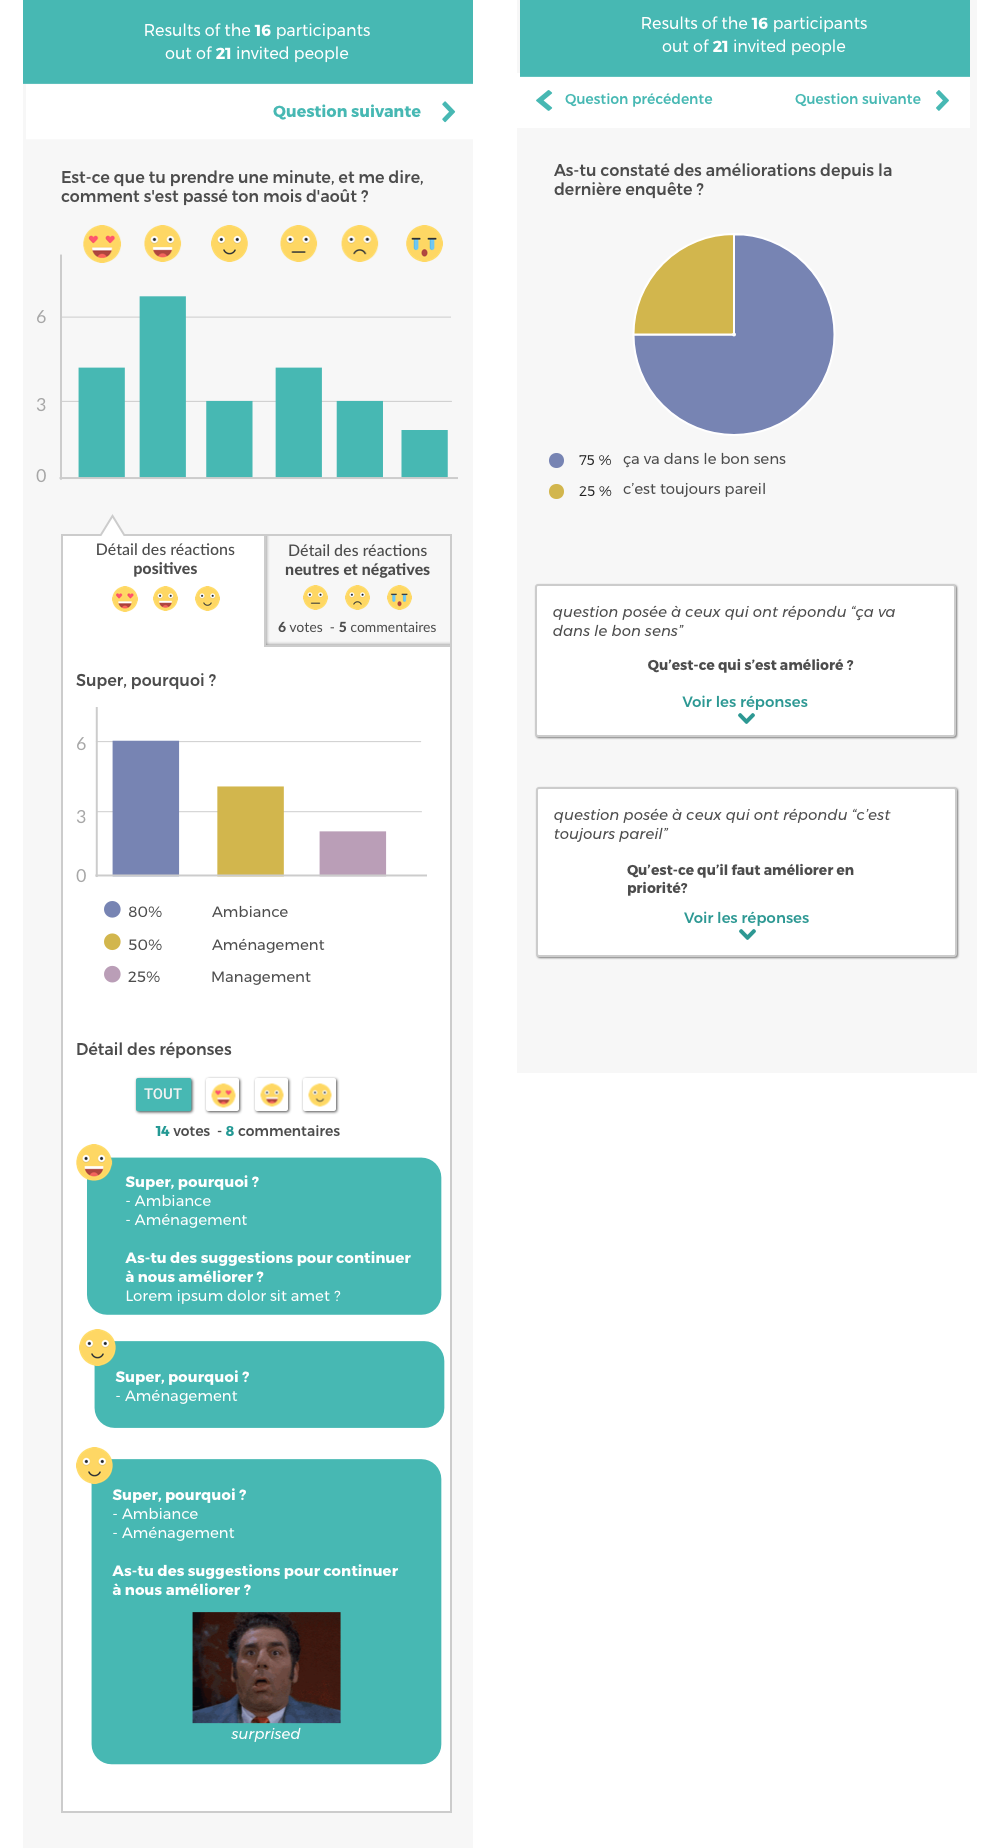 Results of the 16 participants
out of 21 invited people
Question suivante
Est-ce que tu prendre une minute, et me dire,
comment s'est passé ton mois d'août ?
6
3
0
Détail des réactions
positives
Détail des réactions
neutres et négatives
6 votes - 5 commentaires
Super, pourquoi ?
6
3
0
80% Ambiance
50% Aménagement
25% Management
Détail des réponses
TOUT
14 votes - 8 commentaires
Super, pourquoi ?
- Ambiance
- Aménagement
As-tu des suggestions pour continuer
à nous améliorer ?
Lorem ipsum dolor sit amet ?
Super, pourquoi ?
- Aménagement
Super, pourquoi ?
- Ambiance
- Aménagement
As-tu des suggestions pour continuer
à nous améliorer ?
surprised
Results of the 16 participants
out of 21 invited people
Question précédente
Question suivante
As-tu constaté des améliorations depuis la
dernière enquête ?
75 % ça va dans le bon sens
25 % c’est toujours pareil
question posée à ceux qui ont répondu “ça va
dans le bon sens”
Qu’est-ce qui s’est amélioré ?
Voir les réponses
question posée à ceux qui ont répondu “c’est
toujours pareil”
Qu’est-ce qu’il faut améliorer en
priorité?
Voir les réponses